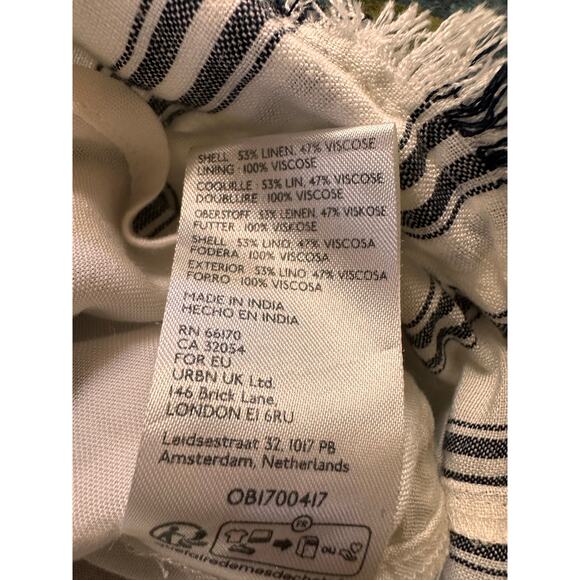 SHELL : 53% LINEN, 47% VISCOSE
LINING : 100% VISCOSE
COQUILLE : 53% LIN, 47% VISCOSE
DOUBLURE : 100% VISCOSE
OBERSTOFF : 53% LEINEN, 47% VISKOSE
FUTTER : 100% VISKOSE
SHELL : 53% LINO, 47% VISCOSA
FODERA : 100% VISCOSA
EXTERIOR : 53% LINO 47% VISCOSA
FORRO : 100% VISCOSA
MADE IN INDIA
HECHO EN INDIA
RN 66170
CA 32054
FOR EU
URBN UK Ltd.
146 Brick Lane,
LONDON E1 6RU
Leidsestraat 32, 1017 PB
Amsterdam, Netherlands
OB1700417
FR
OU